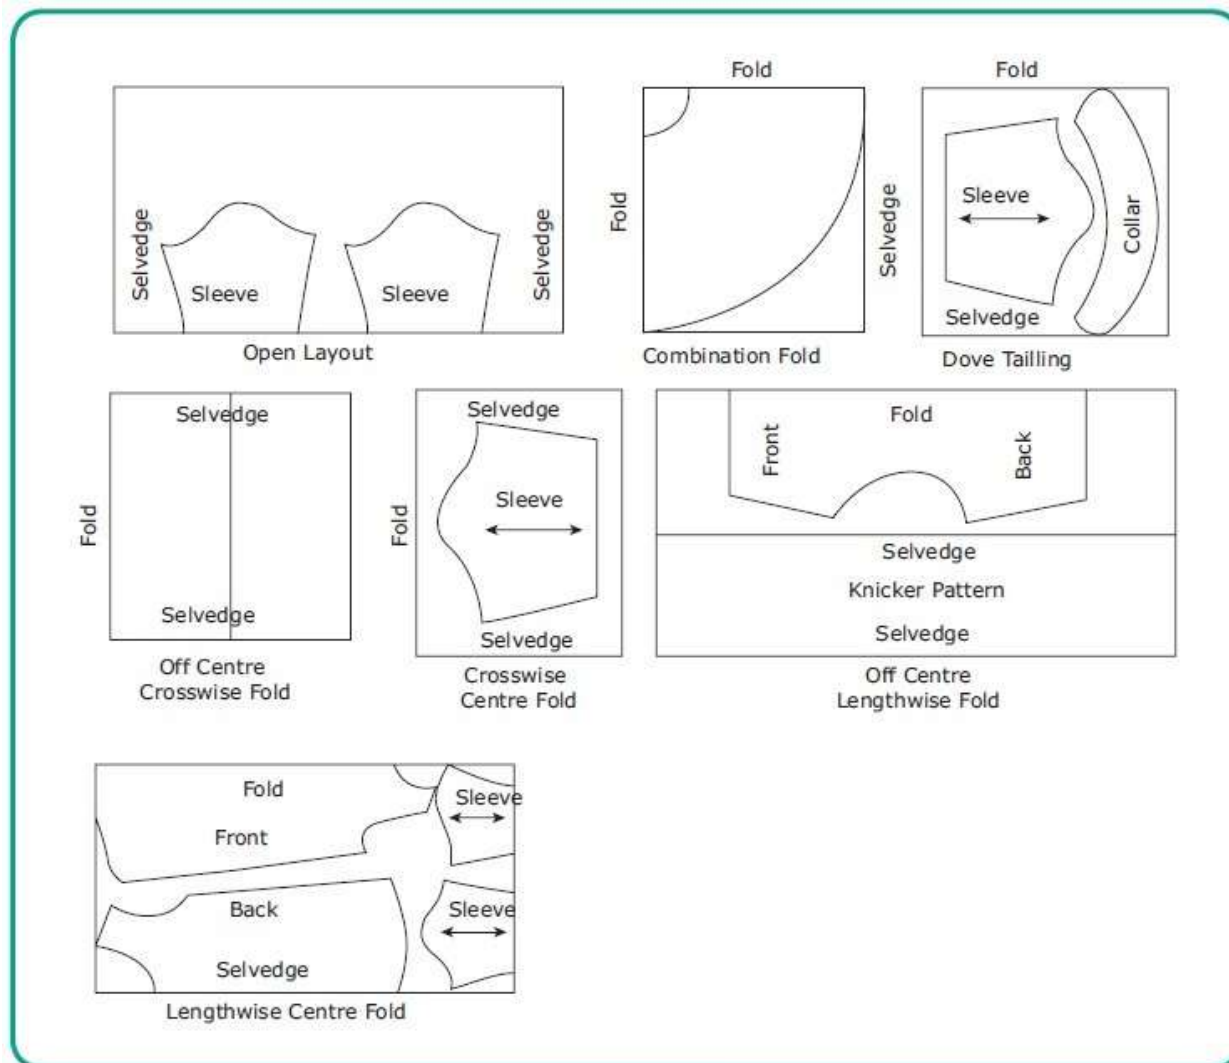 Selvedge
Sleeve
Sleeve
Selvedge
Open Layout
Fold
Fold
Combination Fold
Selvedge
Fold
Sleeve
Collar
Selvedge
Dove Tailling
Fold
Selvedge
Selvedge
Off Centre
Crosswise Fold
Fold
Selvedge
Sleeve
Selvedge
Crosswise
Centre Fold
Front
Fold
Back
Selvedge
Knicker Pattern
Selvedge
Off Centre
Lengthwise Fold
Fold
Front
Sleeve
Back
Sleeve
Selvedge
Lengthwise Centre Fold